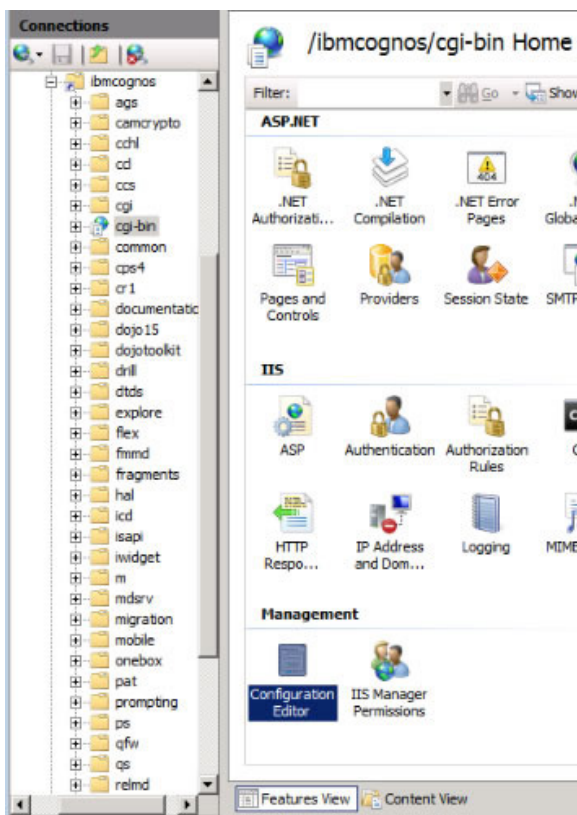 Connections
/ibmcognos/cgi-bin Home
Filter:
Go
Show
ibmcognos
ags
camcrypto
cchl
cd
ccs
cgi
cgi-bin
common
cps4
cr1
documentatic
dojo15
dojotoolkit
drill
dtds
explore
flex
fmmd
fragments
hal
icd
isapi
iwidget
m
mdsrv
migration
mobile
onebox
pat
prompting
ps
qfw
qs
relmd
ASP.NET
.NET Authorizati...
.NET Compilation
404
.NET Error Pages
Pages and Controls
Providers
Session State
SMTP
IIS
ASP
Authentication
Authorization Rules
HTTP Respo...
IP Address and Dom...
Logging
MIME
Management
Configuration Editor
IIS Manager Permissions
Features View
Content View